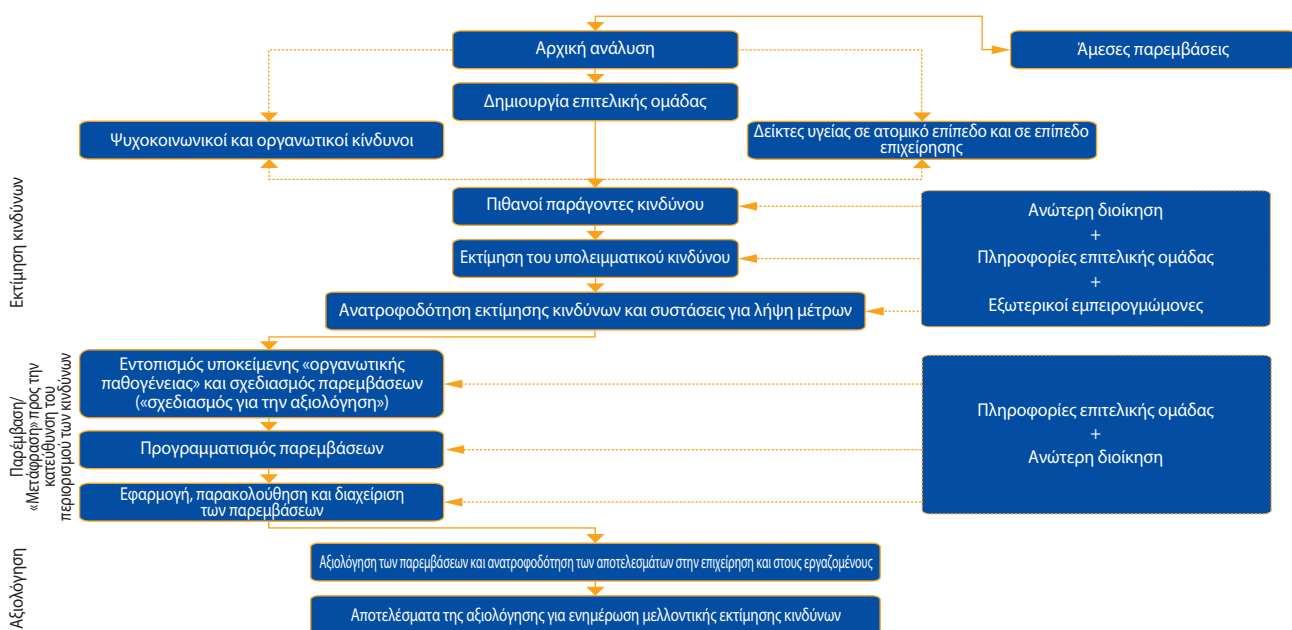 Αρχική ανάλυση
Άμεσες παρεμβάσεις
Δημιουργία επιτελικής ομάδας
Ψυχοκοινωνικοί και οργανωτικοί κίνδυνοι
Δείκτες υγείας σε ατομικό επίπεδο και σε επίπεδο
επιχείρησης
Εκτίμηση κινδύνων
Πιθανοί παράγοντες κινδύνου
Εκτίμηση του υπολειμματικού κινδύνου
Ανατροφοδότηση εκτίμησης κινδύνων και συστάσεις για λήψη μέτρων
Ανώτερη διοίκηση
+
Πληροφορίες επιτελικής ομάδας
+
Εξωτερικοί εμπειρογμώμονες
Παρέμβαση/
«Μετάφραση» προς την
κατεύθυνση του
περιορισμού των κινδύνων
Εντοπισμός υποκείμενης «οργανωτικής
παθογένειας» και σχεδιασμός παρεμβάσεων
(«σχεδιασμός για την αξιολόγηση»)
Προγραμματισμός παρεμβάσεων
Εφαρμογή, παρακολούθηση και διαχείριση
των παρεμβάσεων
Πληροφορίες επιτελικής ομάδας
+
Ανώτερη διοίκηση
Αξιολόγηση
Αξιολόγηση των παρεμβάσεων και ανατροφοδότηση των αποτελεσμάτων στην επιχείρηση και στους εργαζομένους
Αποτελέσματα της αξιολόγησης για ενημέρωση μελλοντικής εκτίμησης κινδύνων